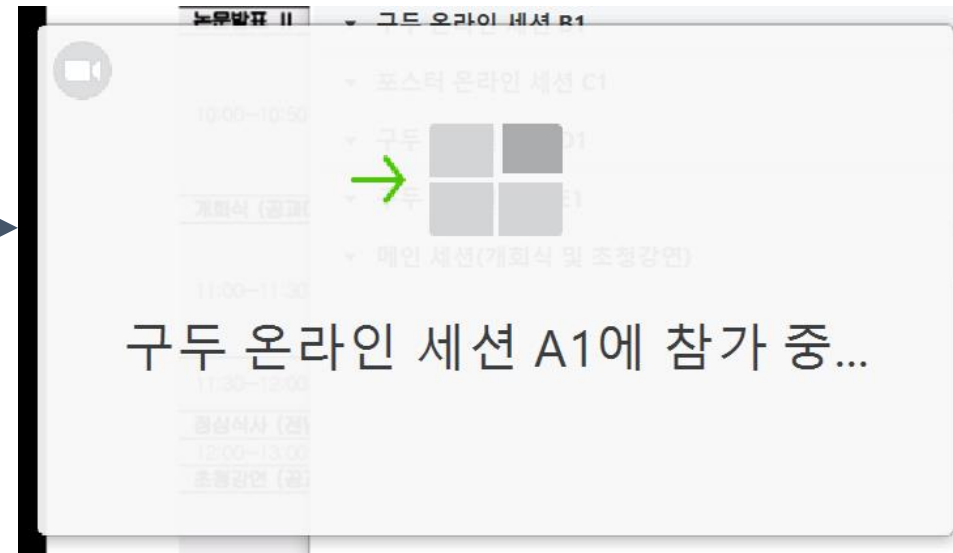 논문발표 II
구두 온라인 세션 B1
포스터 온라인 세션 C1
10:00~10:50
구두 D1
개회식 (공과
구두 E1
메인 세션(개회식 및 초청강연)
11:00~11:30
구두 온라인 세션 A1에 참가 중...
11:30~12:00
점심식사 (전
12:00~13:00
초청강연 (공